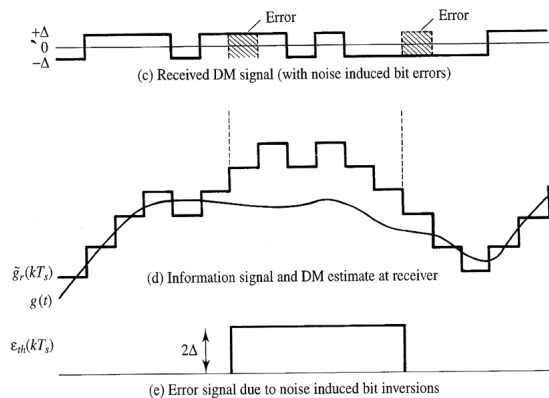 Error
Error
+Δ
0
−Δ
(c) Received DM signal (with noise induced bit errors)
g̃r(kTs)
(d) Information signal and DM estimate at receiver
g(t)
εth(kTs)
2Δ
(e) Error signal due to noise induced bit inversions